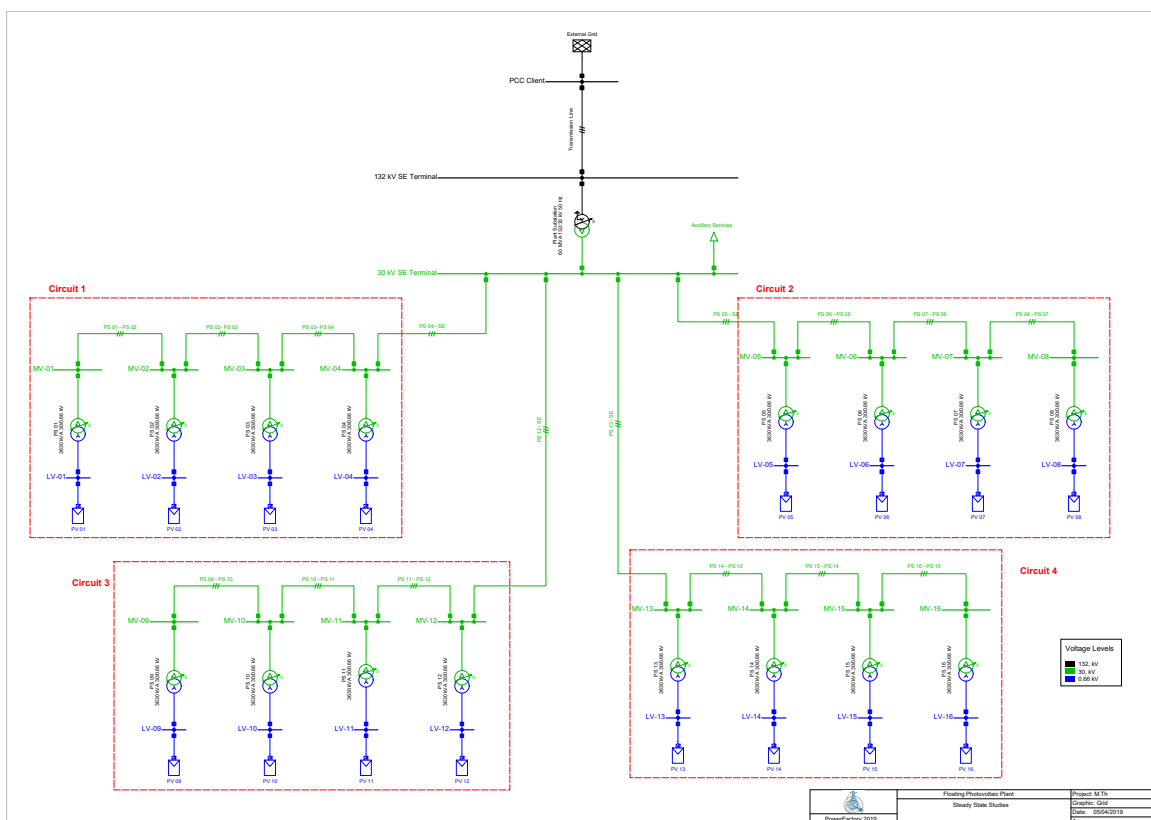 External Grid
PCC Client
Transmission Line
132 kV SE Terminal
Plant Substation
60 MVA 132/30 kV 50 Hz
Ancillary Services
30 kV SE Terminal
Circuit 1
PS 01 - PS 02
PS 02- PS 03
PS 03- PS 04
PS 04 - SE
MV-01
MV-02
MV-03
MV-04
PS 01
3630 kVA 30/0,66 kV
PS 02
3630 kVA 30/0,66 kV
PS 03
3630 kVA 30/0,66 kV
PS 04
3630 kVA 30/0,66 kV
LV-01
LV-02
LV-03
LV-04
PV 01
PV 02
PV 03
PV 04
Circuit 2
PS 05 - SE
PS 06 - PS 05
PS 07 - PS 06
PS 08 - PS 07
MV-05
MV-06
MV-07
MV-08
PS 05
3630 kVA 30/0,66 kV
PS 06
3630 kVA 30/0,66 kV
PS 07
3630 kVA 30/0,66 kV
PS 08
3630 kVA 30/0,66 kV
LV-05
LV-06
LV-07
LV-08
PV 05
PV 06
PV 07
PV 08
PS 12 - SE
PS 13 - SE
Circuit 3
PS 09 - PS 10
PS 10 - PS 11
PS 11 - PS 12
MV-09
MV-10
MV-11
MV-12
PS 09
3630 kVA 30/0,66 kV
PS 10
3630 kVA 30/0,66 kV
PS 11
3630 kVA 30/0,66 kV
PS 12
3630 kVA 30/0,66 kV
LV-09
LV-10
LV-11
LV-12
PV 09
PV 10
PV 11
PV 12
Circuit 4
PS 14 - PS 13
PS 15 - PS 14
PS 16 - PS 15
MV-13
MV-14
MV-15
MV-16
PS 13
3630 kVA 30/0,66 kV
PS 14
3630 kVA 30/0,66 kV
PS 15
3630 kVA 30/0,66 kV
PS 16
3630 kVA 30/0,66 kV
LV-13
LV-14
LV-15
LV-16
PV 13
PV 14
PV 15
PV 16
Voltage Levels
132, kV
30, kV
0,66 kV
PowerFactory 2019
Floating Photovoltaic Plant
Steady State Studies
Project: M.Th
Graphic: Grid
Date: 05/04/2019